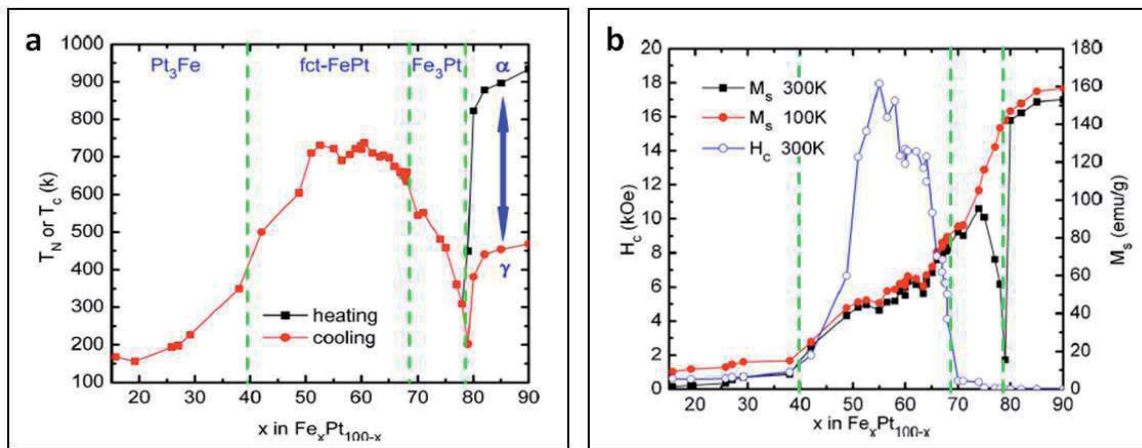 a
1000
900
800
700
600
500
400
300
200
100
T_N or T_c (k)
Pt₃Fe
fct-FePt
Fe₃Pt
α
γ
heating
cooling
20 30 40 50 60 70 80 90
x in FeₓPt₁₀₀₋ₓ
b
20
18
16
14
12
10
8
6
4
2
0
H_c (kOe)
M_s 300K
M_s 100K
H_c 300K
180
160
140
120
100
80
60
40
20
0
M_s (emu/g)
20 30 40 50 60 70 80 90
x in FeₓPt₁₀₀₋ₓ